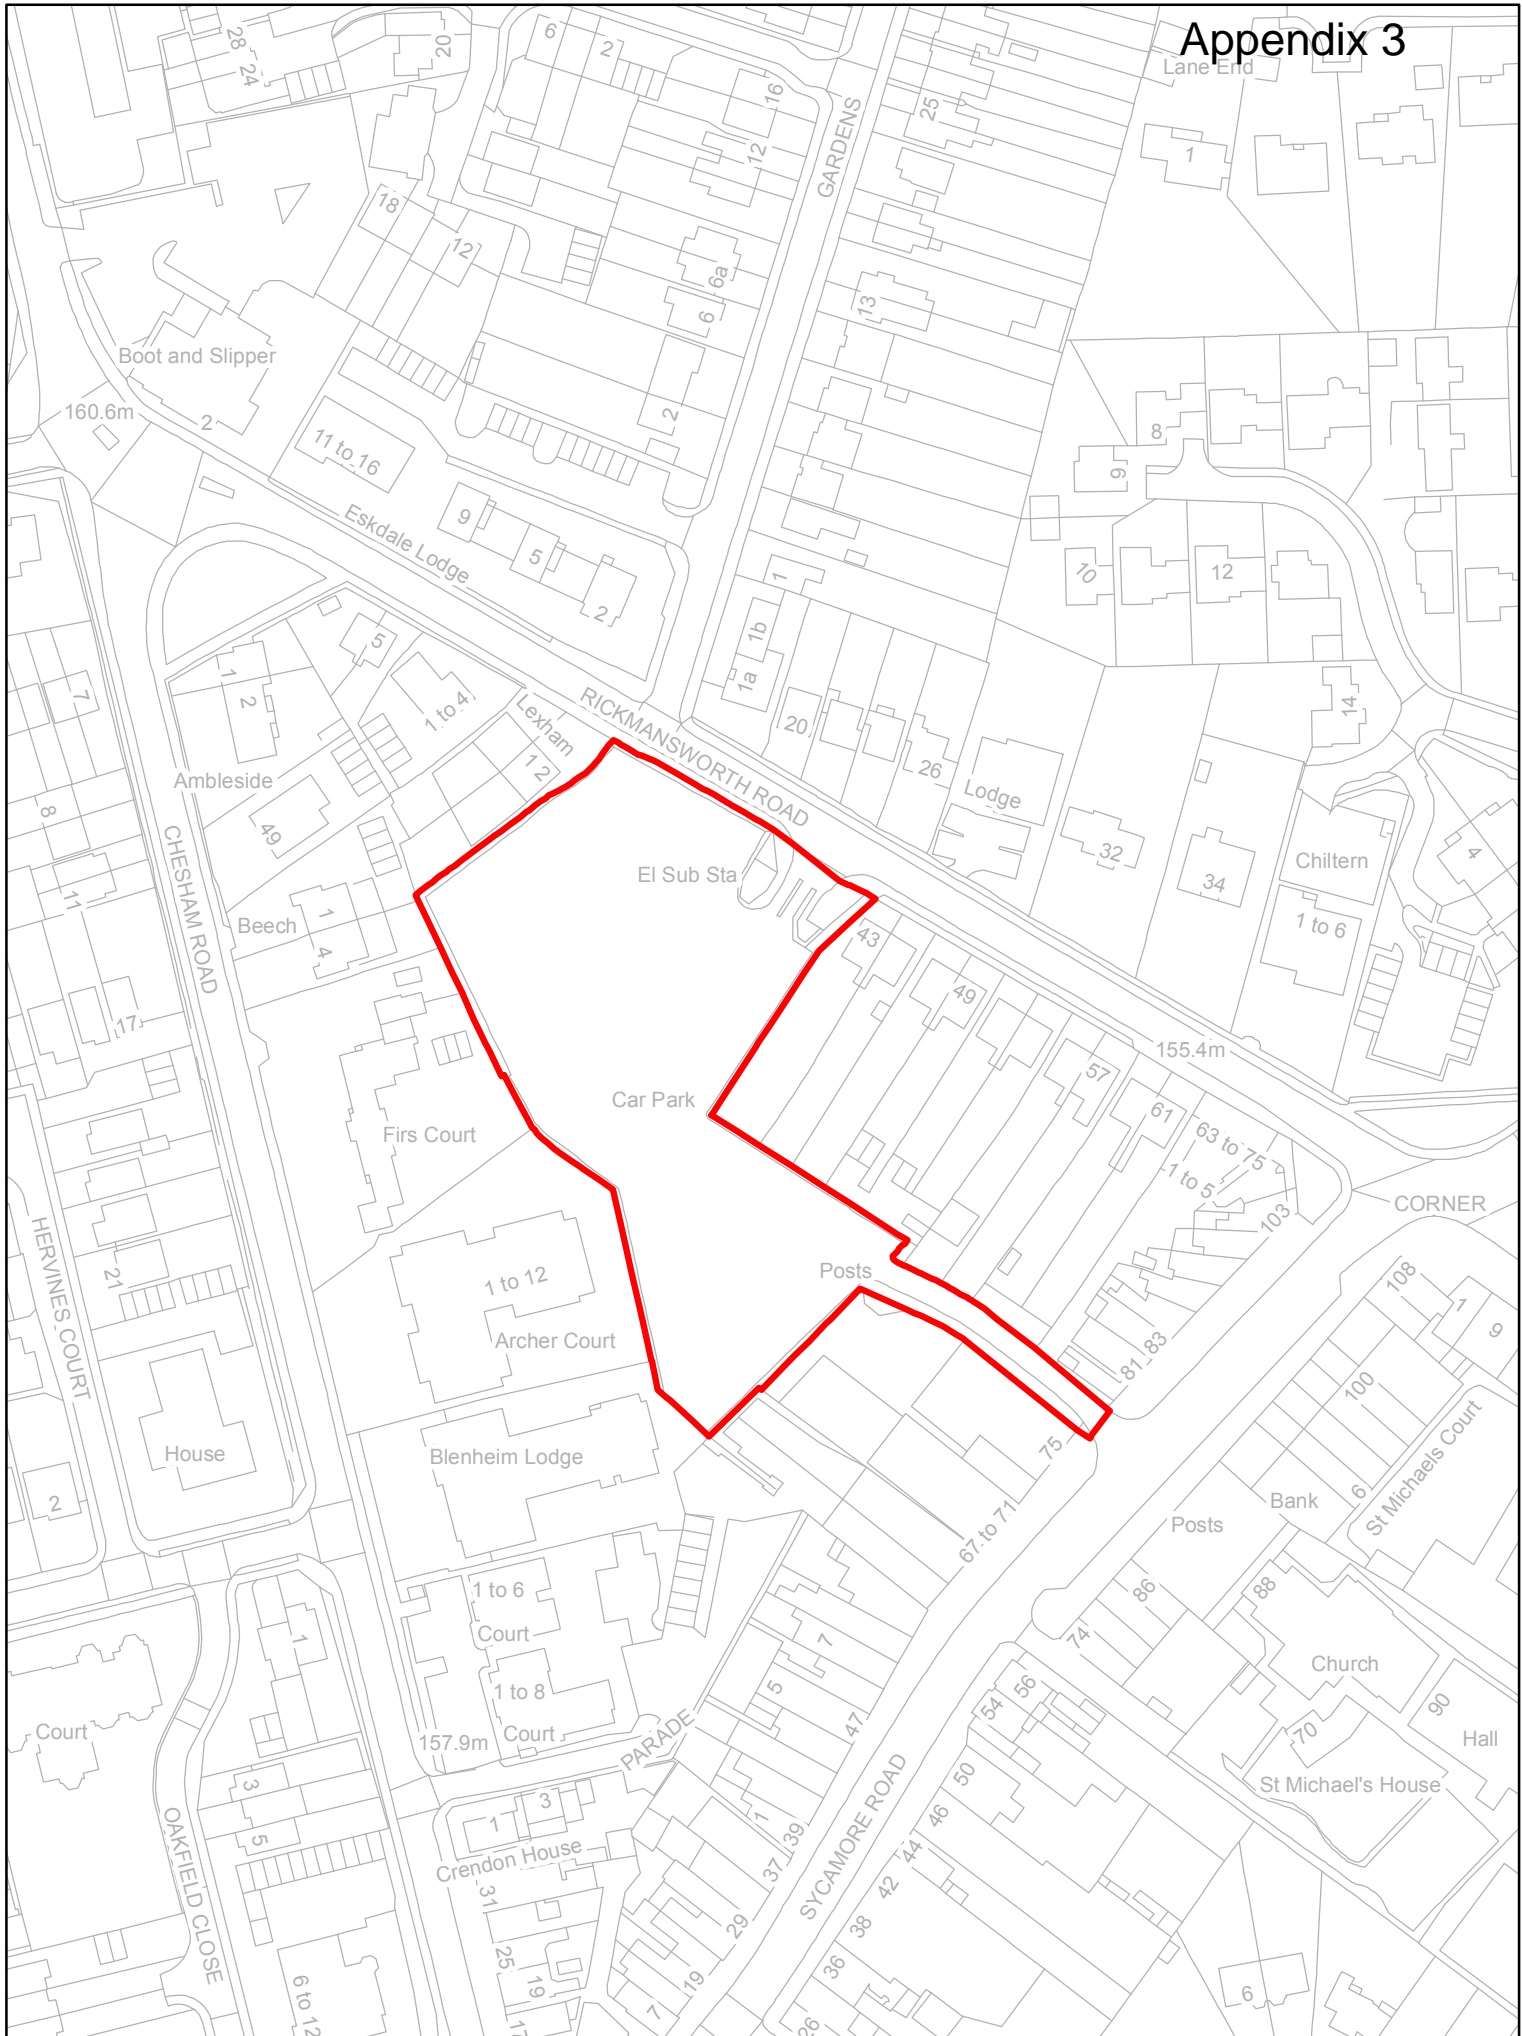 Appendix 3
Lane End
28
24
20
6
2
16
12
GARDENS
25
1
18
12
6a
6
13
Boot and Slipper
160.6m
2
11 to 16
2
8
9
Eskdale Lodge
9
5
2
1
10
12
1b
1a
5
1
2
7
1 to 4
Lexham
RICKMANSWORTH ROAD
20
14
26
Ambleside
12
Lodge
8
49
CHESHAM ROAD
32
34
4
Chiltern
El Sub Sta
11
Beech
1
4
43
1 to 6
49
17
155.4m
57
Car Park
61
Firs Court
63 to 75
1 to 5
103
CORNER
HERVINES COURT
21
1 to 12
Posts
108
1
9
Archer Court
81
83
100
House
Blenheim Lodge
75
St Michaels Court
2
6
Bank
Posts
67 to 71
1 to 6
86
88
Court
1
7
74
Church
1 to 8
5
56
54
90
Court
157.9m
Court
47
70
Hall
PARADE
50
St Michael's House
3
3
1
1
46
39
44
5
OAKFIELD CLOSE
Crendon House
37
SYCAMORE ROAD
31
42
29
38
25
19
19
36
6
6 to 12
7
17
26